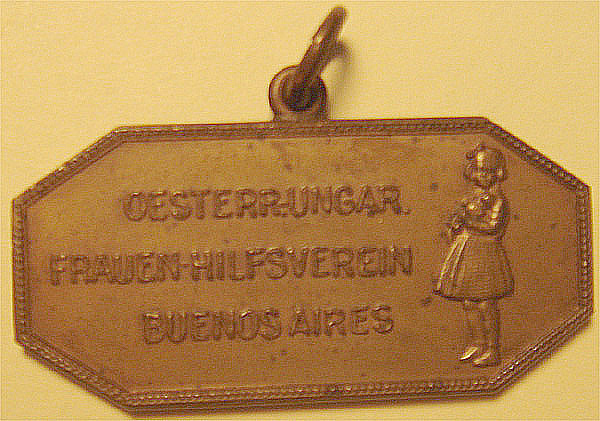 OESTERR.-UNGAR.
FRAUEN-HILFSVEREIN
BUENOS AIRES